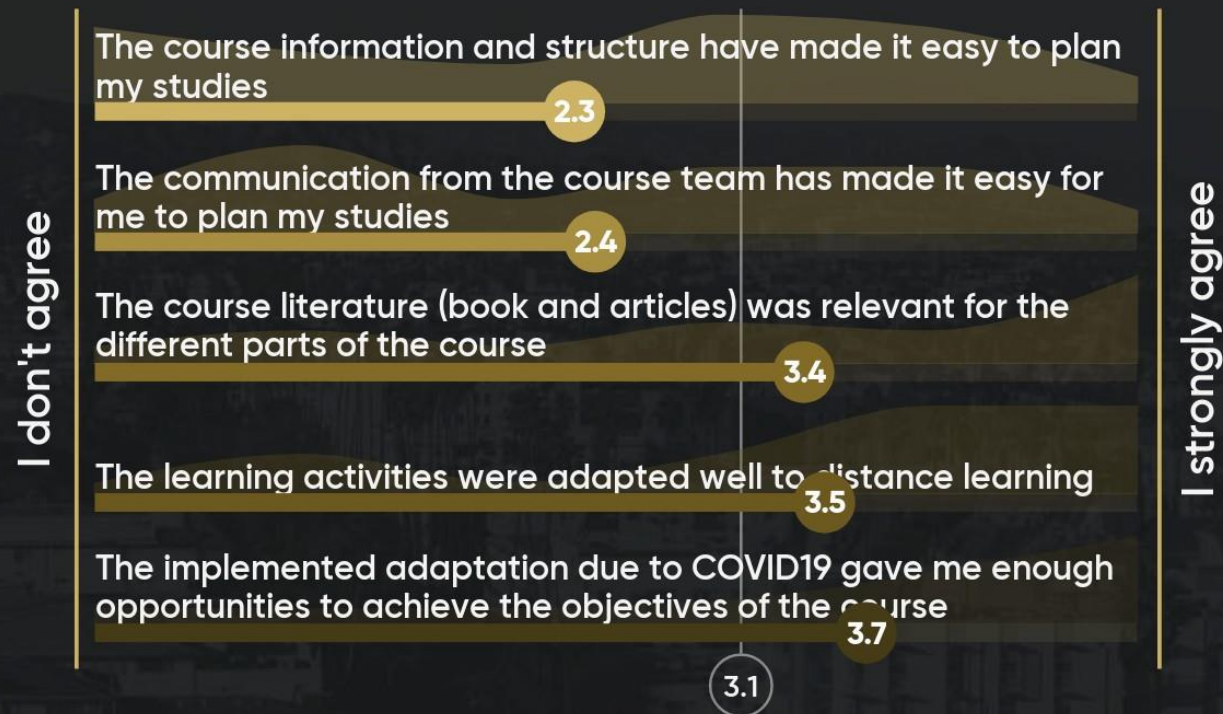 The course information and structure have made it easy to plan
my studies
2.3
The communication from the course team has made it easy for
me to plan my studies
2.4
The course literature (book and articles) was relevant for the
different parts of the course
3.4
The learning activities were adapted well to distance learning
3.5
The implemented adaptation due to COVID19 gave me enough
opportunities to achieve the objectives of the course
3.7
3.1
I don't agree
I strongly agree